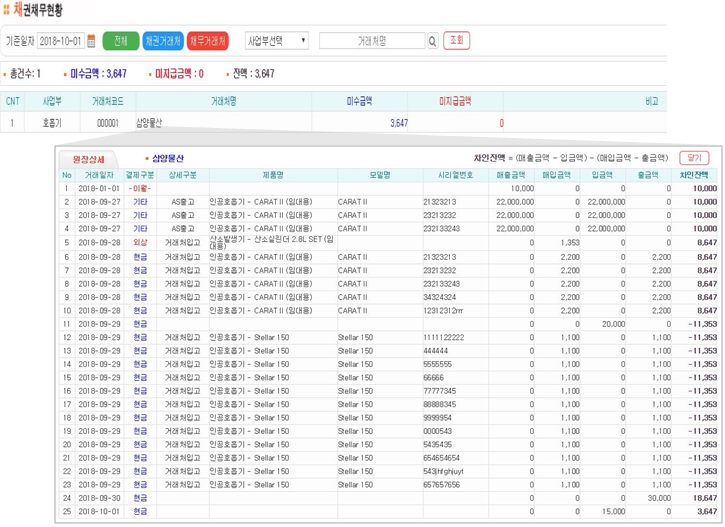 채권채무현황
기준일자 2018-10-01 전체 채권거래처 채무거래처 사업부선택 거래처명 조회
총건수: 1 미수금액 : 3,647 미지급금액 : 0 잔액 : 3,647
CNT 사업부 거래처코드 거래처명 미수금액 미지급금액 비고
1 호흡기 000001 삼양물산 3,647 0
원장상세 삼양물산 차인잔액 = (매출금액 - 입금액) - (매입금액 - 출금액) 닫기
No 거래일자 결제구분 상세구분 제품명 모델명 시리얼번호 매출금액 매입금액 입금액 출금액 차인잔액
1 2018-01-01 -이월- 10,000 0 0 0 10,000
2 2018-09-27 기타 AS출고 인공호흡기 - CARAT II (임대용) CARAT II 21323213 22,000,000 0 22,000,000 0 10,000
3 2018-09-27 기타 AS출고 인공호흡기 - CARAT II (임대용) CARAT II 23213232 22,000,000 0 22,000,000 0 10,000
4 2018-09-27 기타 AS출고 인공호흡기 - CARAT II (임대용) CARAT II 232133243 22,000,000 0 22,000,000 0 10,000
5 2018-09-28 외상 거래처입고 산소발생기 - 산소실린더 2.8L SET (임대용) 0 1,353 0 0 8,647
6 2018-09-28 현금 거래처입고 인공호흡기 - CARAT II (임대용) CARAT II 21323213 0 2,200 0 2,200 8,647
7 2018-09-28 현금 거래처입고 인공호흡기 - CARAT II (임대용) CARAT II 23213232 0 2,200 0 2,200 8,647
8 2018-09-28 현금 거래처입고 인공호흡기 - CARAT II (임대용) CARAT II 232133243 0 2,200 0 2,200 8,647
9 2018-09-28 현금 거래처입고 인공호흡기 - CARAT II (임대용) CARAT II 34324324 0 2,200 0 2,200 8,647
10 2018-09-28 현금 거래처입고 인공호흡기 - CARAT II (임대용) CARAT II 12312312rrr 0 2,200 0 2,200 8,647
11 2018-09-29 현금 0 0 20,000 0 -11,353
12 2018-09-29 현금 거래처입고 인공호흡기 - Stellar 150 Stellar 150 1111122222 0 1,100 0 1,100 -11,353
13 2018-09-29 현금 거래처입고 인공호흡기 - Stellar 150 Stellar 150 444444 0 1,100 0 1,100 -11,353
14 2018-09-29 현금 거래처입고 인공호흡기 - Stellar 150 Stellar 150 5555555 0 1,100 0 1,100 -11,353
15 2018-09-29 현금 거래처입고 인공호흡기 - Stellar 150 Stellar 150 66666 0 1,100 0 1,100 -11,353
16 2018-09-29 현금 거래처입고 인공호흡기 - Stellar 150 Stellar 150 77777345 0 1,100 0 1,100 -11,353
17 2018-09-29 현금 거래처입고 인공호흡기 - Stellar 150 Stellar 150 88888345 0 1,100 0 1,100 -11,353
18 2018-09-29 현금 거래처입고 인공호흡기 - Stellar 150 Stellar 150 9999954 0 1,100 0 1,100 -11,353
19 2018-09-29 현금 거래처입고 인공호흡기 - Stellar 150 Stellar 150 0000543 0 1,100 0 1,100 -11,353
20 2018-09-29 현금 거래처입고 인공호흡기 - Stellar 150 Stellar 150 5435435 0 1,100 0 1,100 -11,353
21 2018-09-29 현금 거래처입고 인공호흡기 - Stellar 150 Stellar 150 654654654 0 1,100 0 1,100 -11,353
22 2018-09-29 현금 거래처입고 인공호흡기 - Stellar 150 Stellar 150 543jhfghjuyt 0 1,100 0 1,100 -11,353
23 2018-09-29 현금 거래처입고 인공호흡기 - Stellar 150 Stellar 150 657657656 0 1,100 0 1,100 -11,353
24 2018-09-30 현금 0 0 0 30,000 18,647
25 2018-10-01 현금 0 0 15,000 0 3,647